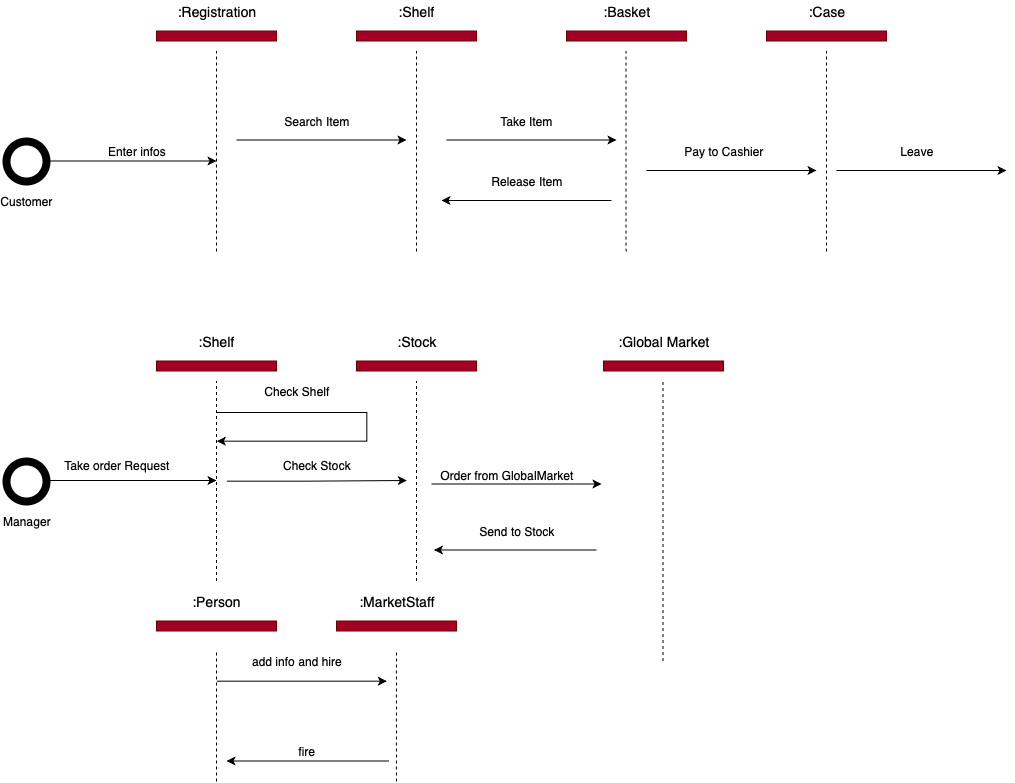 :Registration
:Shelf
:Basket
:Case
Search Item
Take Item
Enter infos
Pay to Cashier
Leave
Release Item
Customer
:Shelf
:Stock
:Global Market
Check Shelf
Take order Request
Check Stock
Order from GlobalMarket
Manager
Send to Stock
:Person
:MarketStaff
add info and hire
fire